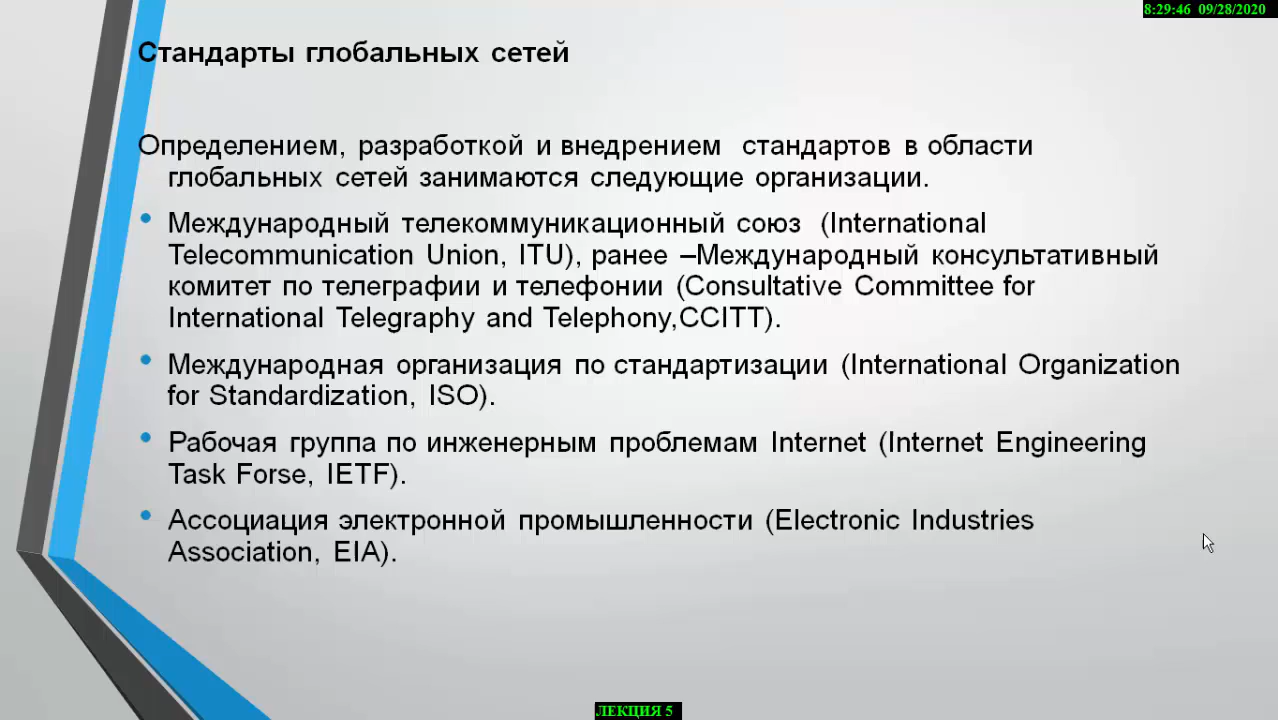 8:29:46 09/28/2020
Стандарты глобальных сетей
Определением, разработкой и внедрением стандартов в области
глобальных сетей занимаются следующие организации.
• Международный телекоммуникационный союз (International
Telecommunication Union, ITU), ранее –Международный консультативный
комитет по телеграфии и телефонии (Consultative Committee for
International Telegraphy and Telephony,CCITT).
• Международная организация по стандартизации (International Organization
for Standardization, ISO).
• Рабочая группа по инженерным проблемам Internet (Internet Engineering
Task Forse, IETF).
• Ассоциация электронной промышленности (Electronic Industries
Association, EIA).
ЛЕКЦИЯ 5